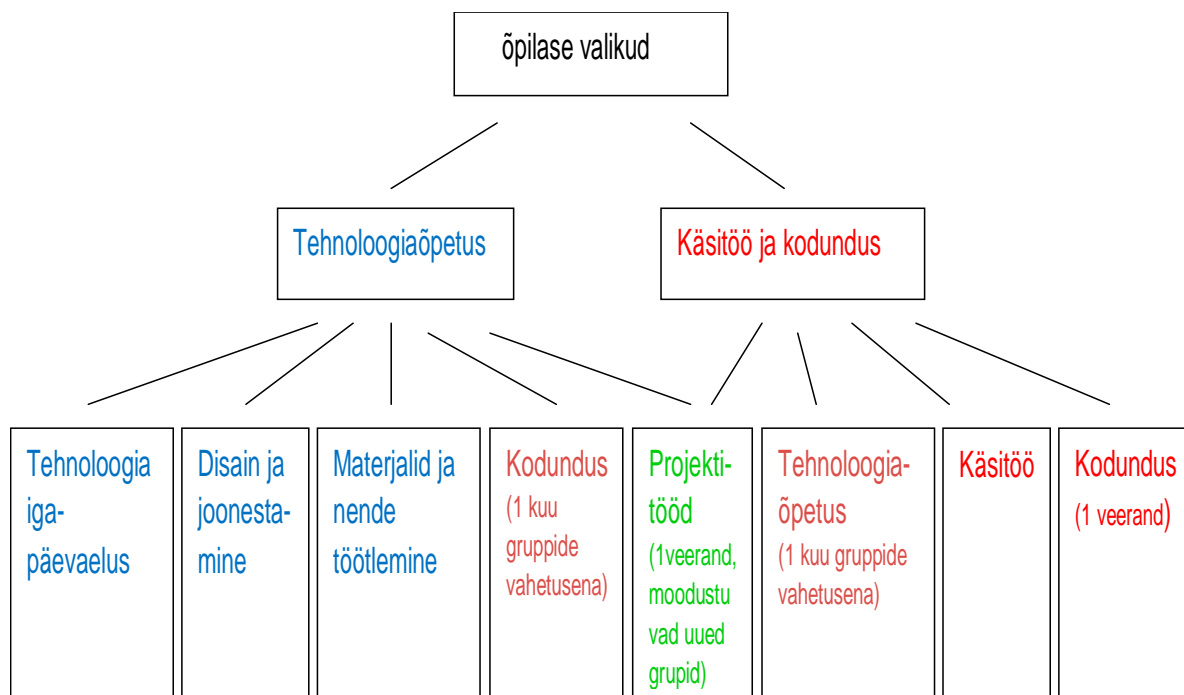 õpilase valikud
Tehnoloogiaõpetus
Käsitöö ja kodundus
Tehnoloogia
iga-
päevaelus
Disain ja
joonesta-
mine
Materjalid ja
nende
töötlemine
Kodundus
(1 kuu
gruppide
vahetusena)
Projekti-
tööd
(1veerand,
moodustu
vad uued
grupid)
Tehnoloogia-
õpetus
(1 kuu gruppide
vahetusena)
Käsitöö
Kodundus
(1 veerand)